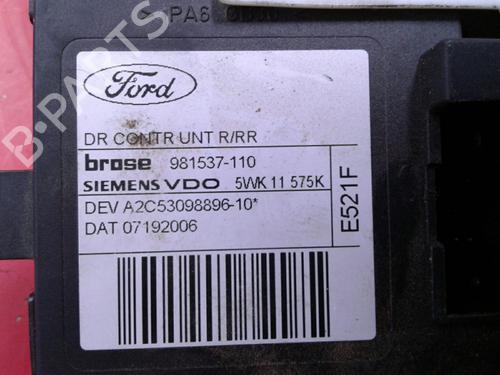 B-PARTS
Ford
DR CONTR UNT R/RR
brose 981537-110
SIEMENS VDO 5WK 11 575K
DEV A2C53098896-10*
DAT 07192006
E521F